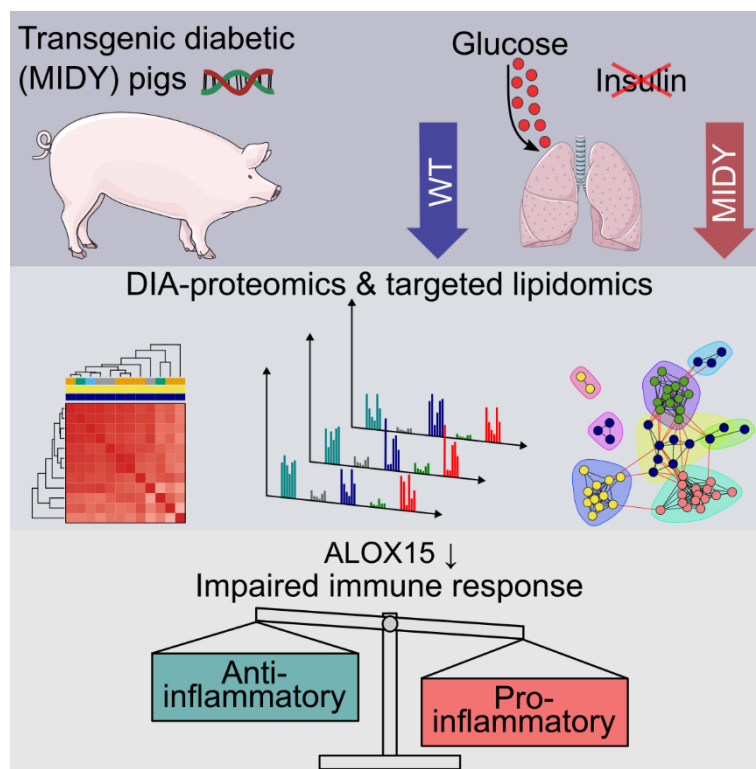 Transgenic diabetic
(MIDY) pigs
Glucose
Insulin
WT
MIDY
DIA-proteomics & targeted lipidomics
ALOX15 ↓
Impaired immune response
Anti-
inflammatory
Pro-
inflammatory